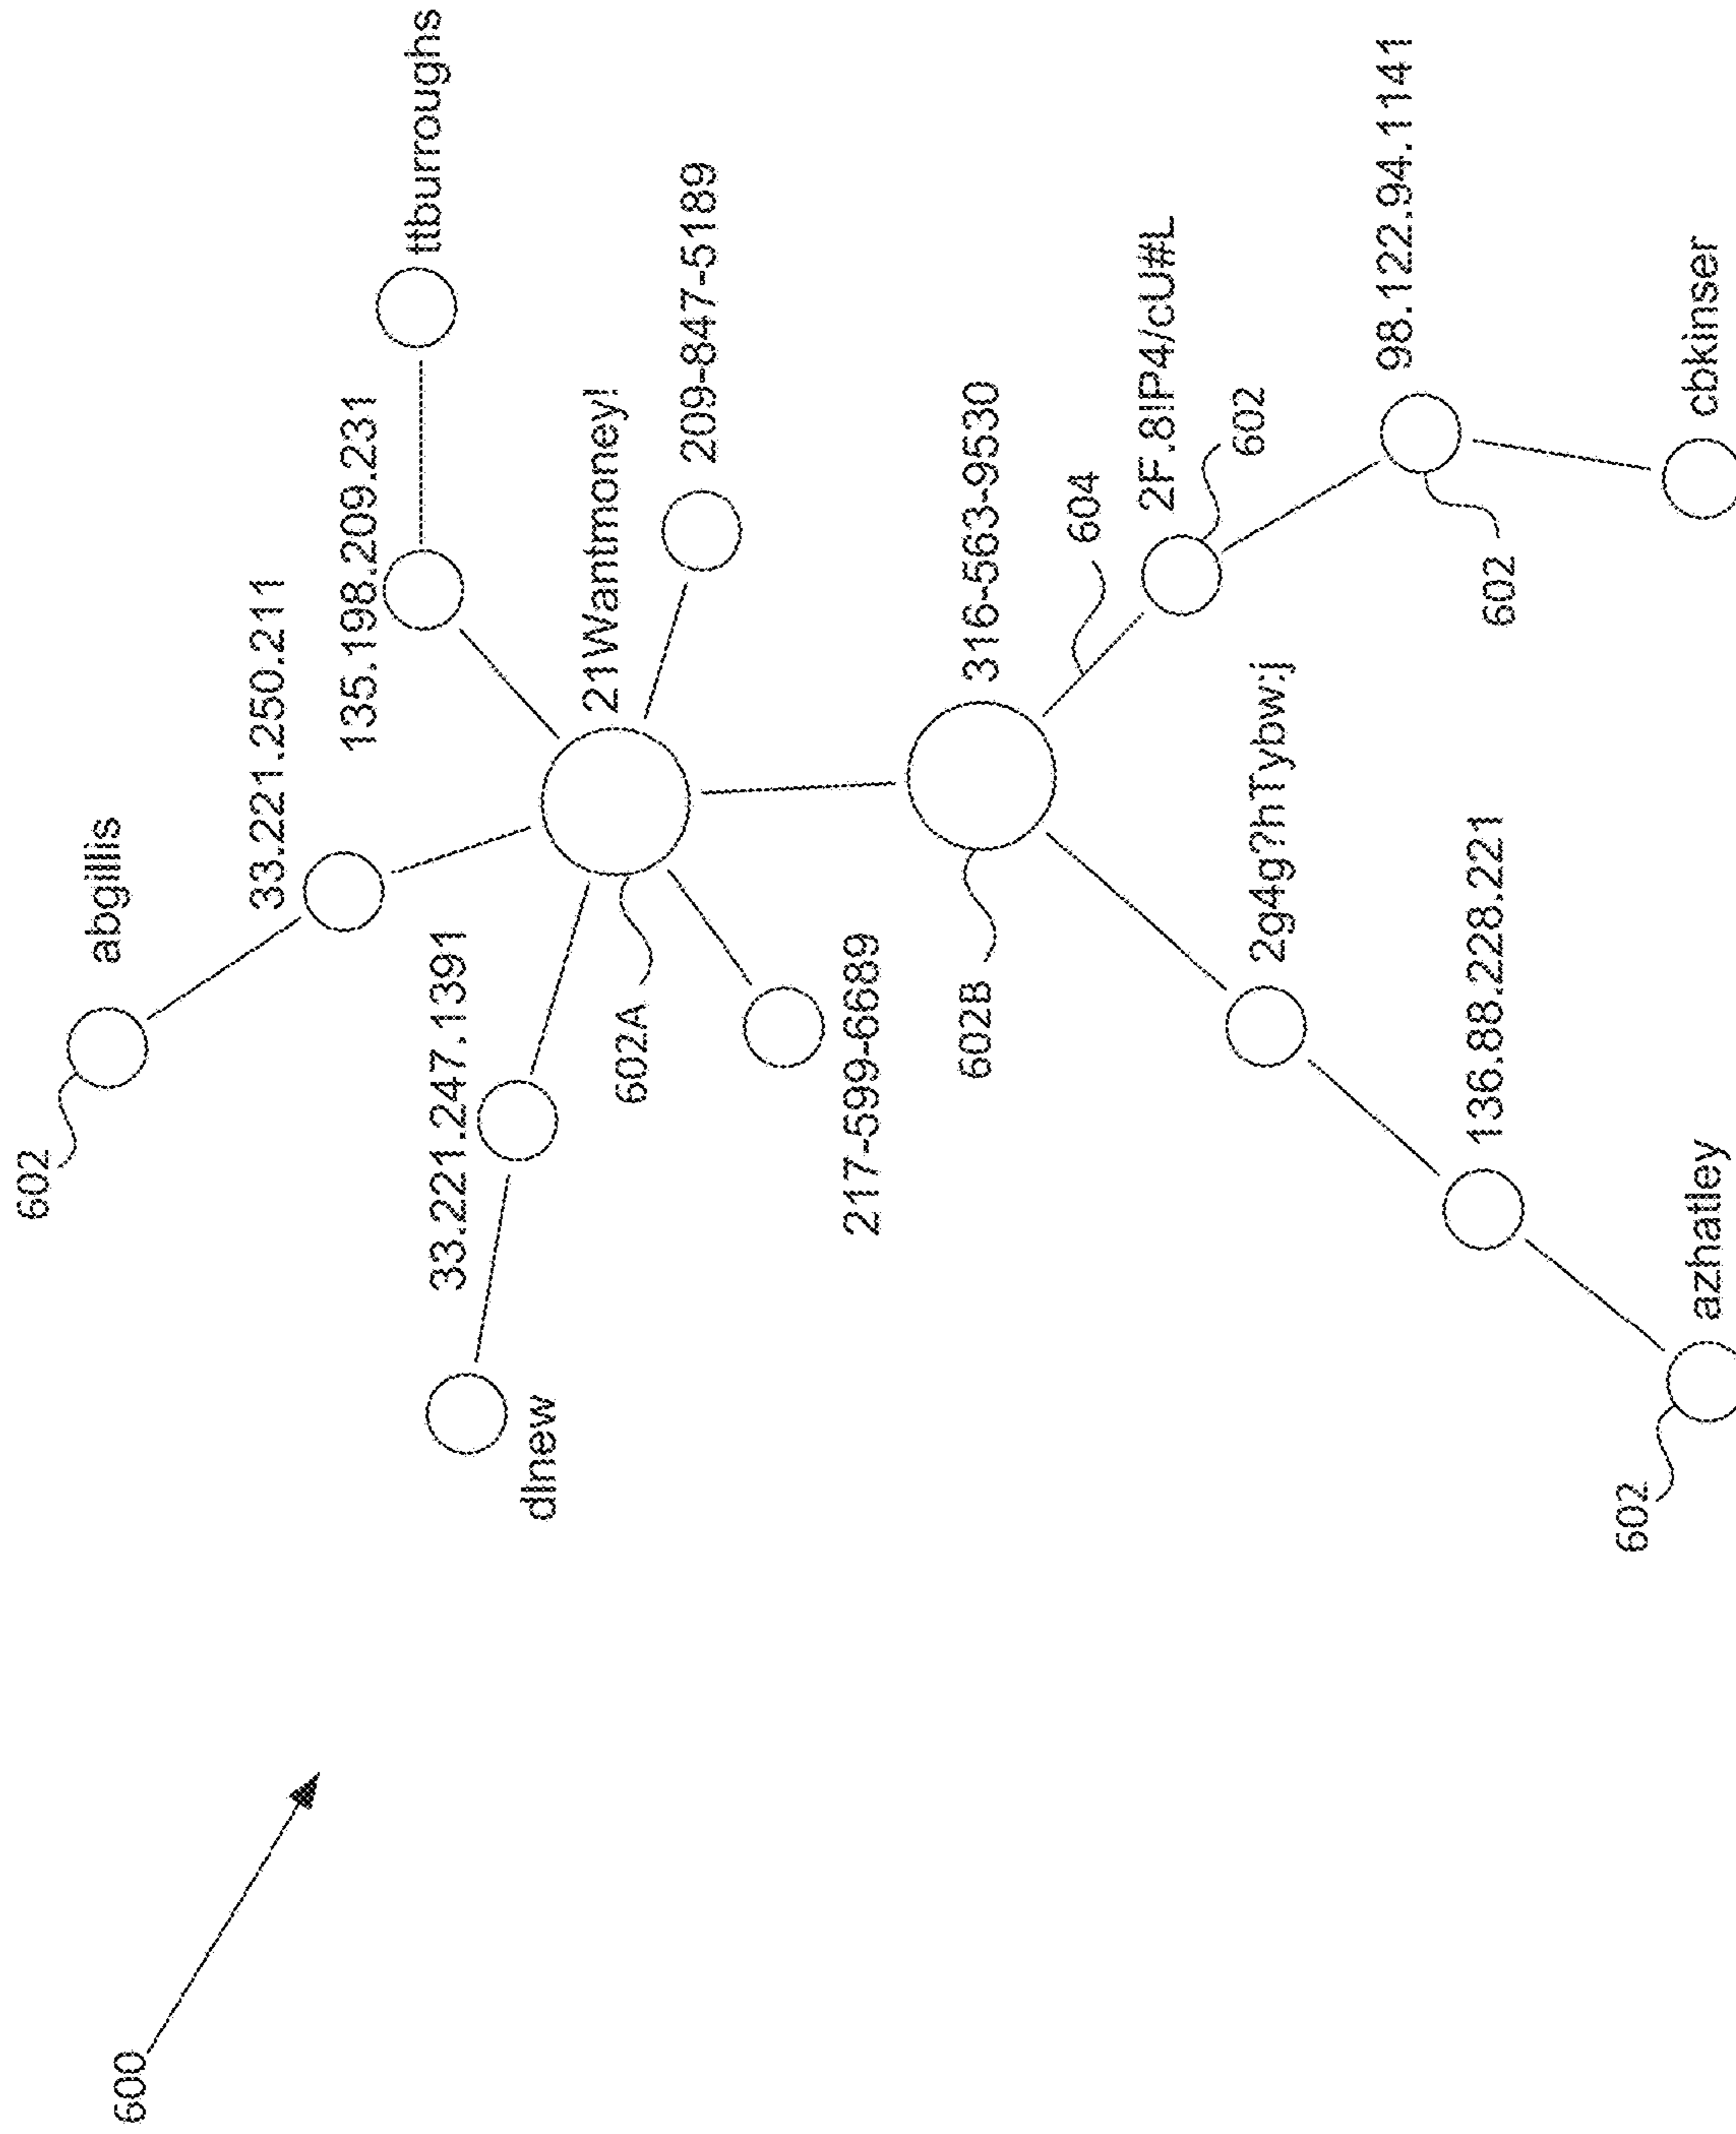 602
abgillis
600
33.221.250.211
135.198.209.231
ttburroughs
33.221.247.1391
dlnew
21Wantmoney!
602A
209-847-5189
217-599-6689
602B
316-563-9530
604
2F.8IP4/cU#L
602
2g4g?hTybw:j
98.122.94.1141
136.88.228.221
602
602
azhatley
cbkinser